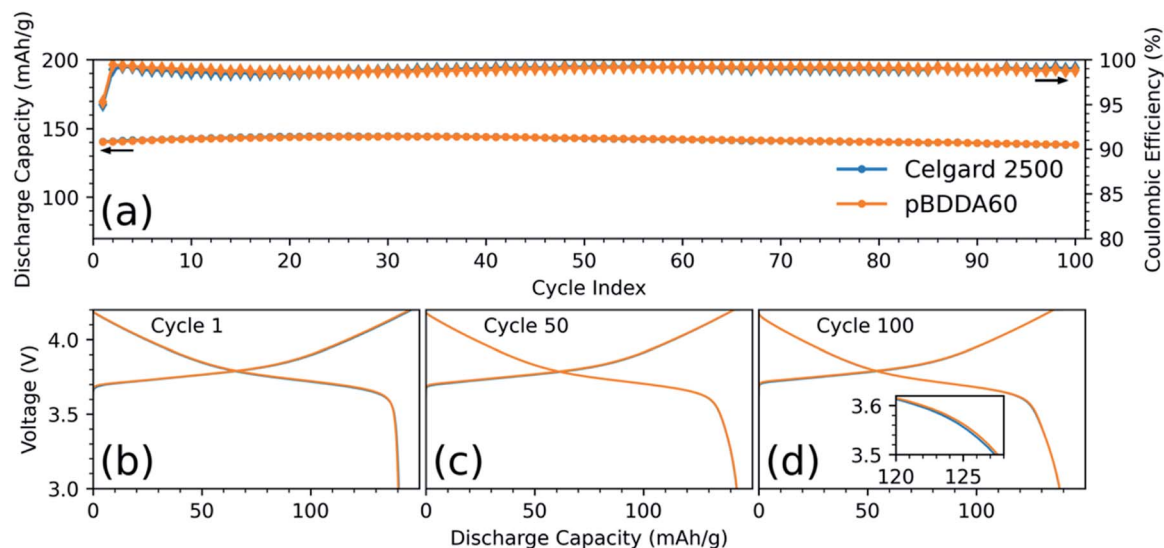 Discharge Capacity (mAh/g)
200
150
100
100
95
90
85
80
Coulombic Efficiency (%)
(a)
Celgard 2500
pBDDA60
0 10 20 30 40 50 60 70 80 90 100
Cycle Index
Voltage (V)
4.0
3.5
3.0
Cycle 1
(b)
0 100
Cycle 50
(c)
0 100
Cycle 100
(d)
3.6
3.5
120 125
0 100
Discharge Capacity (mAh/g)